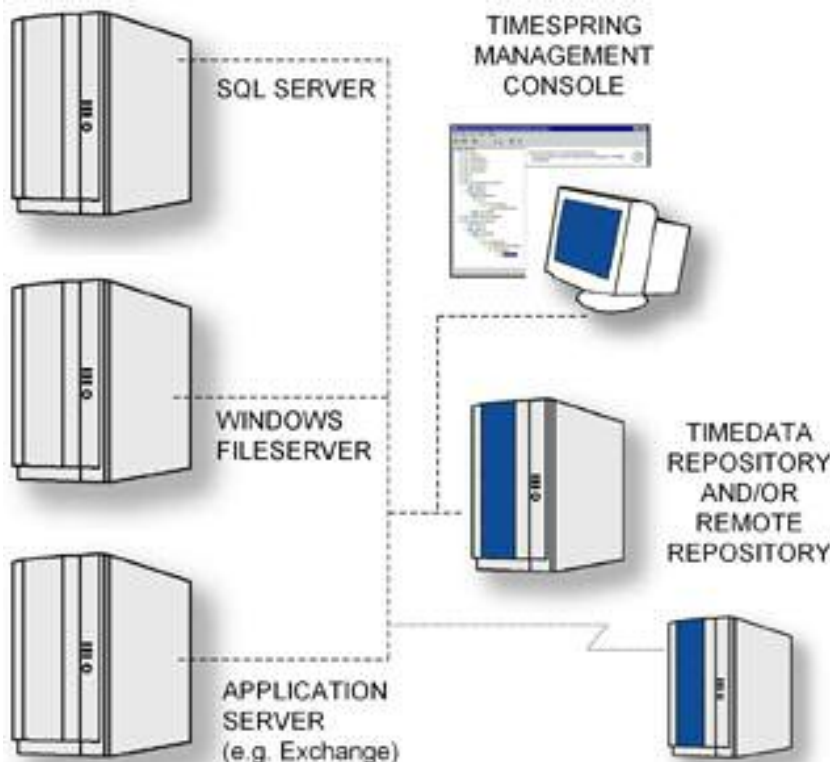 SQL SERVER
TIMESPRING
MANAGEMENT
CONSOLE
WINDOWS
FILESERVER
TIMEDATA
REPOSITORY
AND/OR
REMOTE
REPOSITORY
APPLICATION
SERVER
(e.g. Exchange)